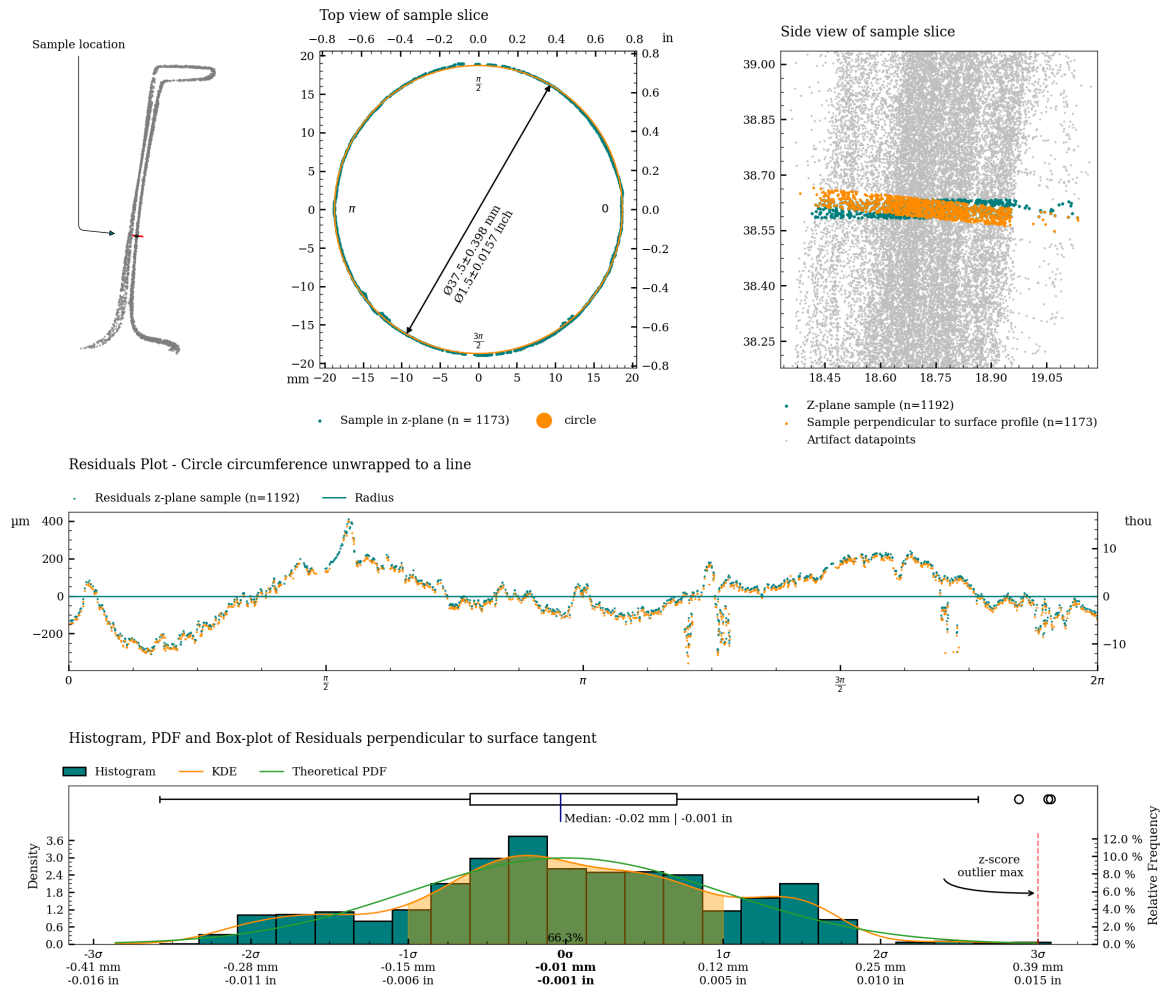 Sample location
Top view of sample slice
−0.8 −0.6 −0.4 −0.2 0.0 0.2 0.4 0.6 0.8 in
20
15
10
5
0
−5
−10
−15
−20
0.8
0.6
0.4
0.2
0.0
−0.2
−0.4
−0.6
−0.8
π/2
π
0
3π/2
Ø37.5±0.398 mm
Ø1.5±0.0157 inch
mm −20 −15 −10 −5 0 5 10 15 20
Sample in z-plane (n = 1173)
circle
Side view of sample slice
39.00
38.85
38.70
38.55
38.40
38.25
18.45 18.60 18.75 18.90 19.05
Z-plane sample (n=1192)
Sample perpendicular to surface profile (n=1173)
Artifact datapoints
Residuals Plot - Circle circumference unwrapped to a line
Residuals z-plane sample (n=1192)
Radius
µm
400
200
0
−200
thou
10
0
−10
0 π/2 π 3π/2 2π
Histogram, PDF and Box-plot of Residuals perpendicular to surface tangent
Histogram
KDE
Theoretical PDF
Median: -0.02 mm | -0.001 in
Density
3.6
3.0
2.4
1.8
1.2
0.6
0.0
z-score
outlier max
Relative Frequency
12.0 %
10.0 %
8.0 %
6.0 %
4.0 %
2.0 %
0.0 %
66.3%
-3σ -2σ -1σ 0σ 1σ 2σ 3σ
-0.41 mm -0.28 mm -0.15 mm -0.01 mm 0.12 mm 0.25 mm 0.39 mm
-0.016 in -0.011 in -0.006 in -0.001 in 0.005 in 0.010 in 0.015 in